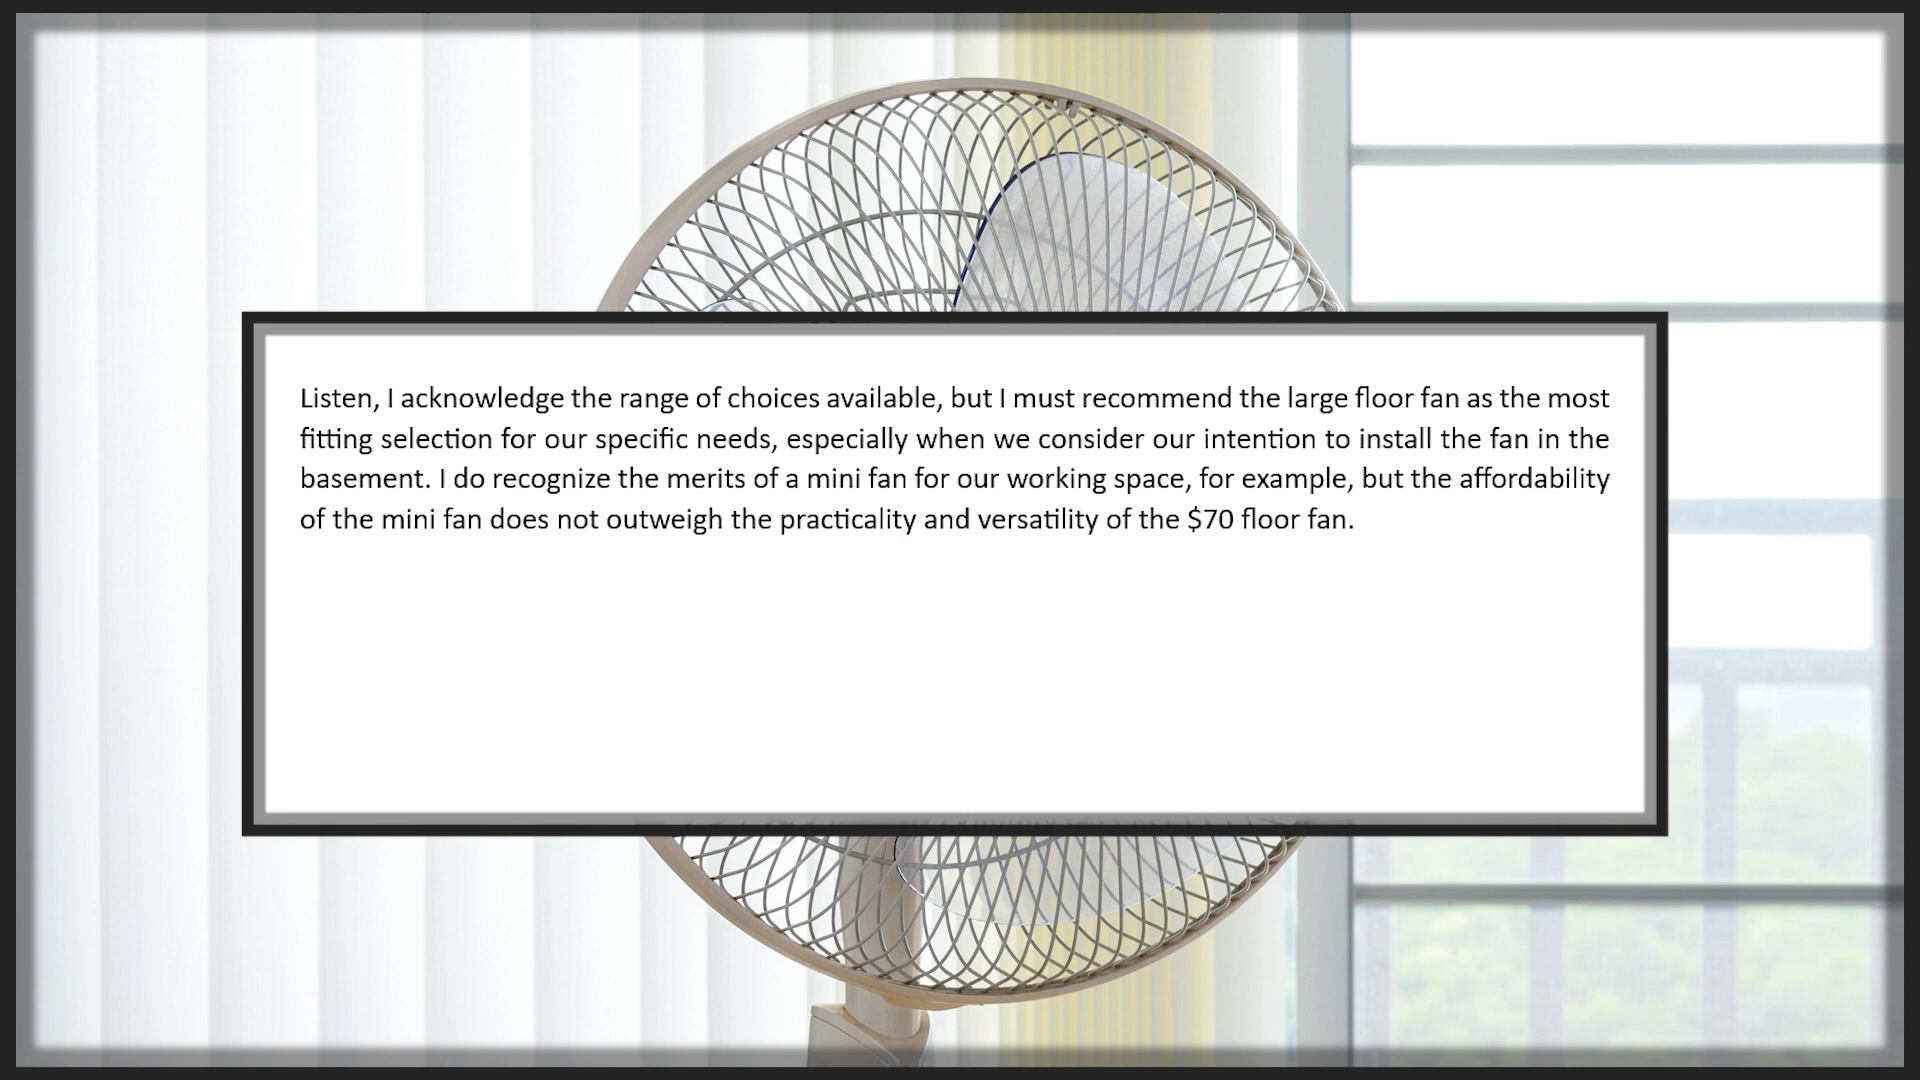 Listen, I acknowledge the range of choices available, but I must recommend the large floor fan as the most
fitting selection for our specific needs, especially when we consider our intention to install the fan in the
basement. I do recognize the merits of a mini fan for our working space, for example, but the affordability
of the mini fan does not outweigh the practicality and versatility of the $70 floor fan.